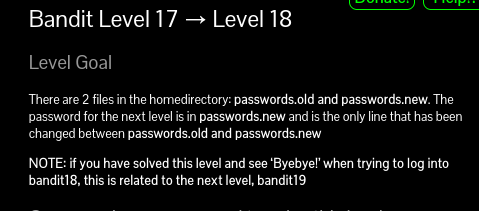 Donate!
Help!?
Bandit Level 17 → Level 18
Level Goal
There are 2 files in the homedirectory: passwords.old and passwords.new. The
password for the next level is in passwords.new and is the only line that has been
changed between passwords.old and passwords.new
NOTE: if you have solved this level and see ‘Byebye!’ when trying to log into
bandit18, this is related to the next level, bandit19